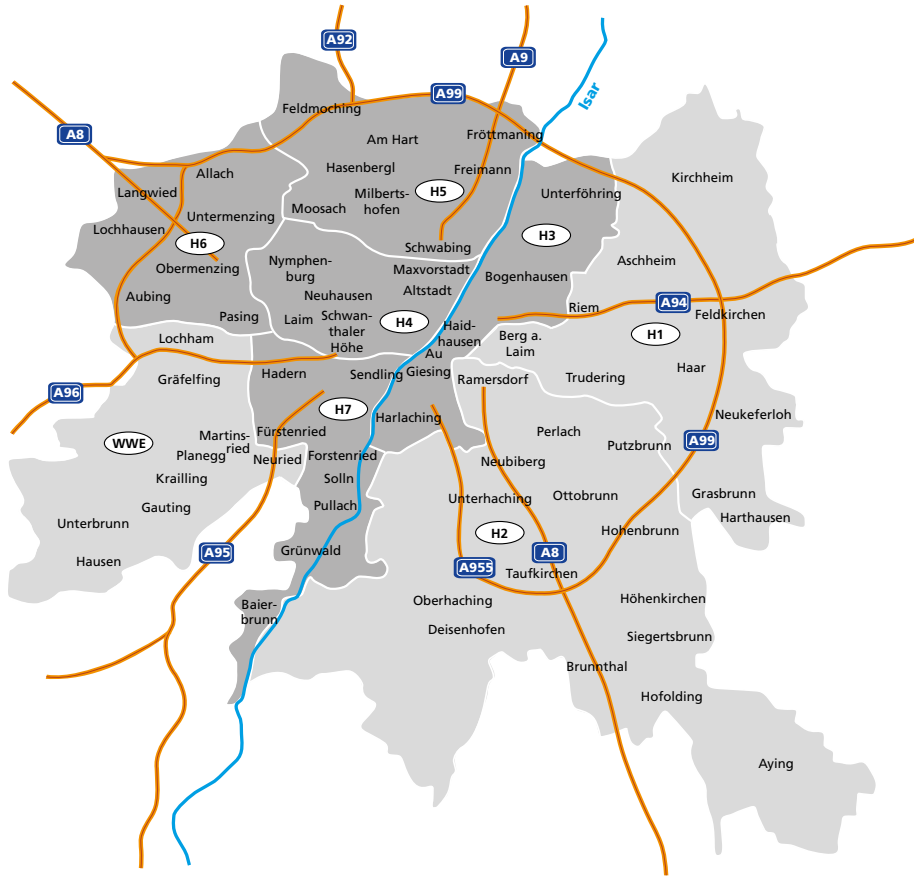 A92
A9
Isar
A99
Feldmoching
A8
Am Hart
Fröttmaning
Hasenbergl
Freimann
Allach
Kirchheim
Langwied
Milberts-
hofen
H5
Unterföhring
Moosach
Untermenzing
Lochhausen
H6
H3
Schwabing
Obermenzing
Nymphen-
burg
Maxvorstadt
Bogenhausen
Aschheim
Altstadt
Aubing
Neuhausen
A94
Riem
Feldkirchen
Pasing
Laim
Schwan-
thaler
Höhe
H4
Haid-
hausen
Berg a.
Laim
H1
Lochham
Au
Giesing
Gräfelfing
Hadern
Sendling
Ramersdorf
Trudering
Haar
A96
H7
Harlaching
Neukeferloh
WWE
Martins-
ried
Fürstenried
Perlach
Putzbrunn
A99
Planegg
Neuried
Forstenried
Neubiberg
Krailling
Solln
Gauting
Pullach
Unterhaching
Ottobrunn
Grasbrunn
Unterbrunn
Harthausen
H2
Hohenbrunn
Hausen
A95
Grünwald
A8
A955
Taufkirchen
Baier-
brunn
Oberhaching
Höhenkirchen
Deisenhofen
Siegertsbrunn
Brunnthal
Hofolding
Aying